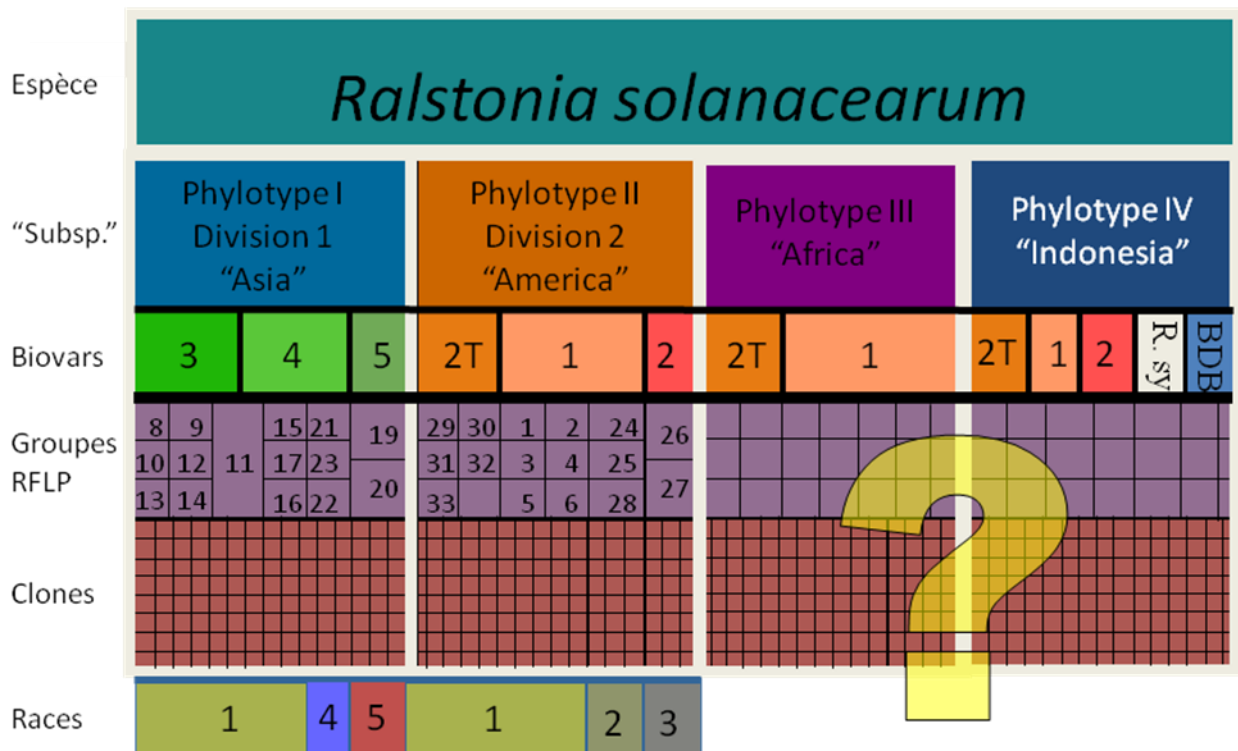 Espèce
Ralstonia solanacearum
“Subsp.”
Phylotype I
Division 1
“Asia”
Phylotype II
Division 2
“America”
Phylotype III
“Africa”
Phylotype IV
“Indonesia”
Biovars
3 4 5 2T 1 2 2T 1 2T 1 2 R. sy BDB
Groupes
RFLP
8 9 11 15 21 19 29 30 1 2 24 26
10 12 17 23 31 32 3 4 25
13 14 16 22 20 33 5 6 28 27
?
Clones
Races
1 4 5 1 2 3